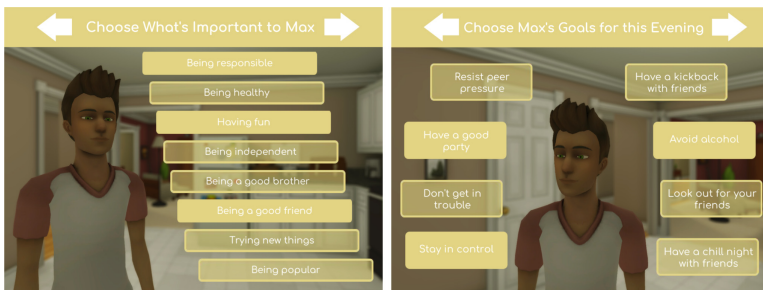 Choose What's Important to Max
Being responsible
Being healthy
Having fun
Being independent
Being a good brother
Being a good friend
Trying new things
Being popular
Choose Max's Goals for this Evening
Resist peer
pressure
Have a kickback
with friends
Have a good
party
Avoid alcohol
Don't get in
trouble
Look out for your
friends
Stay in control
Have a chill night
with friends